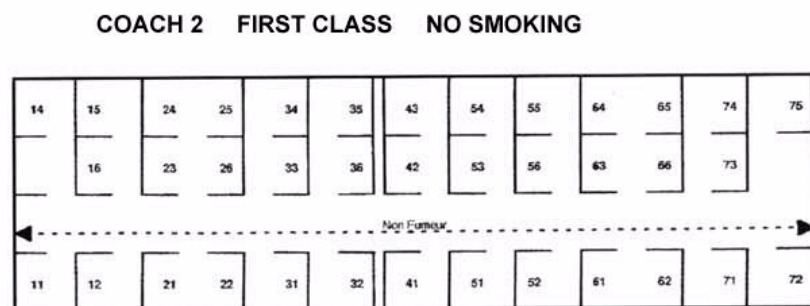 COACH 2 FIRST CLASS NO SMOKING
14 15 24 25 34 35 43 54 55 64 65 74 75
16 23 26 33 36 42 53 56 63 66 73
Non Fumeur
11 12 21 22 31 32 41 51 52 61 62 71 72